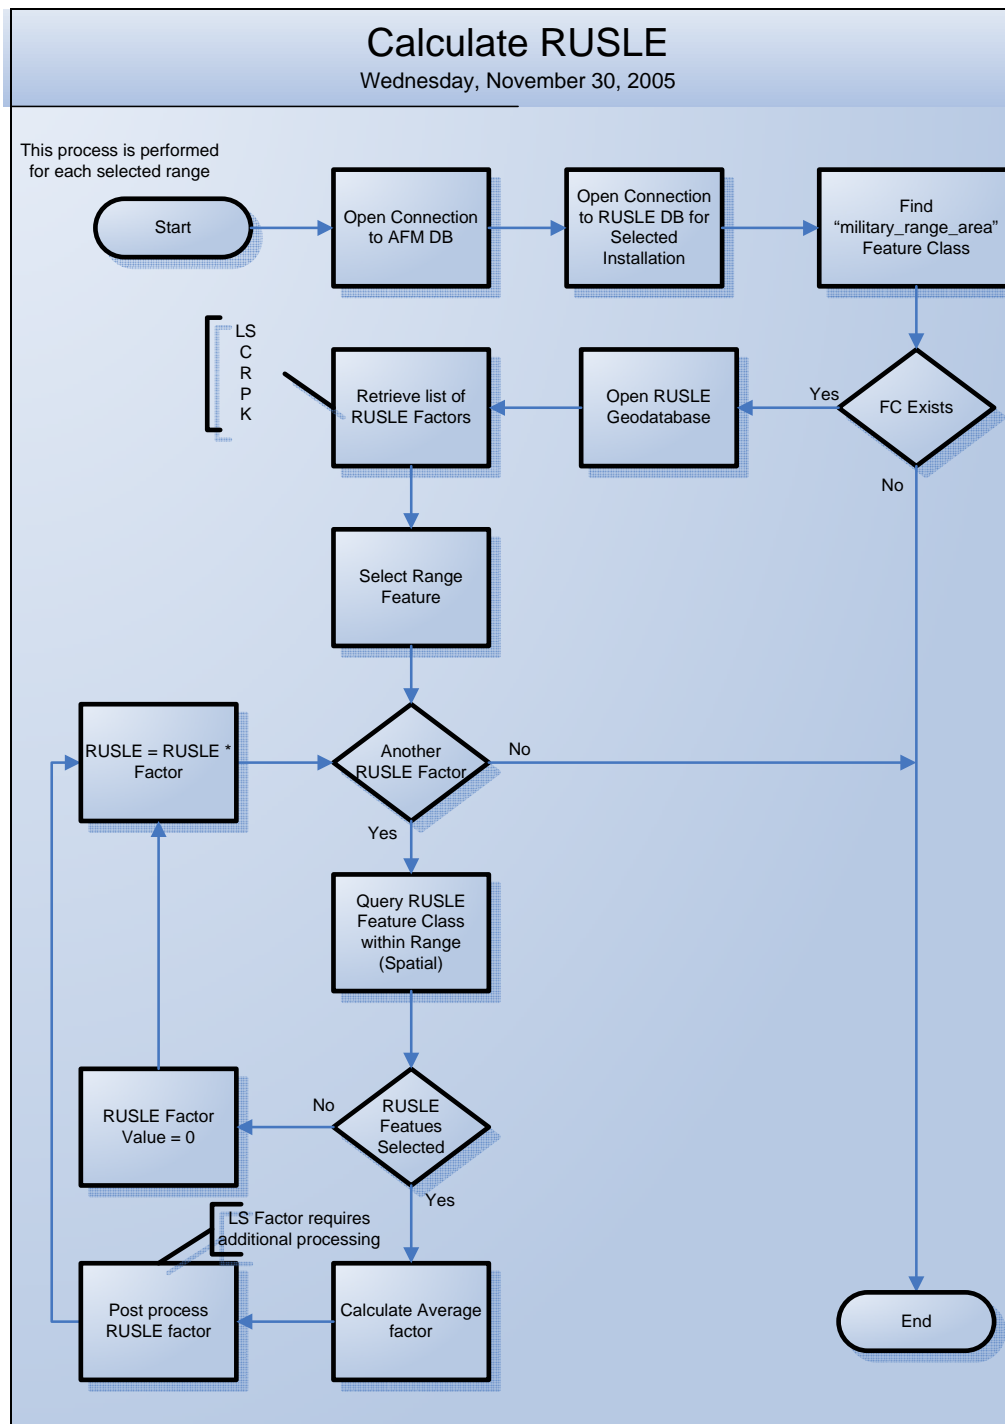 Calculate RUSLE
Wednesday, November 30, 2005
This process is performed
for each selected range
Start
Open Connection
to AFM DB
Open Connection
to RUSLE DB for
Selected
Installation
Find
“military_range_area”
Feature Class
LS
C
R
P
K
Retrieve list of
RUSLE Factors
Open RUSLE
Geodatabase
Yes
FC Exists
No
Select Range
Feature
RUSLE = RUSLE *
Factor
Another
RUSLE Factor
No
Yes
Query RUSLE
Feature Class
within Range
(Spatial)
RUSLE Factor
Value = 0
No
RUSLE
Featues
Selected
Yes
LS Factor requires
additional processing
Post process
RUSLE factor
Calculate Average
factor
End